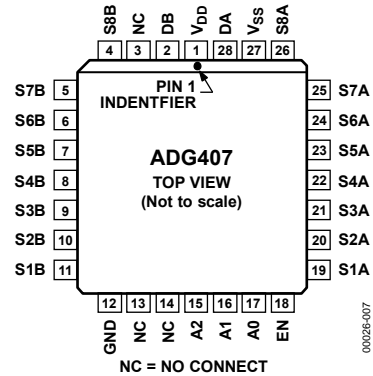 S8B NC DB VDD DA VSS S8A
4 3 2 1 28 27 26
PIN 1
INDENTFIER
S7B 5
S6B 6
S5B 7
S4B 8
S3B 9
S2B 10
S1B 11
ADG407
TOP VIEW
(Not to scale)
25 S7A
24 S6A
23 S5A
22 S4A
21 S3A
20 S2A
19 S1A
12 13 14 15 16 17 18
GND NC NC A2 A1 A0 EN
NC = NO CONNECT
00026-007